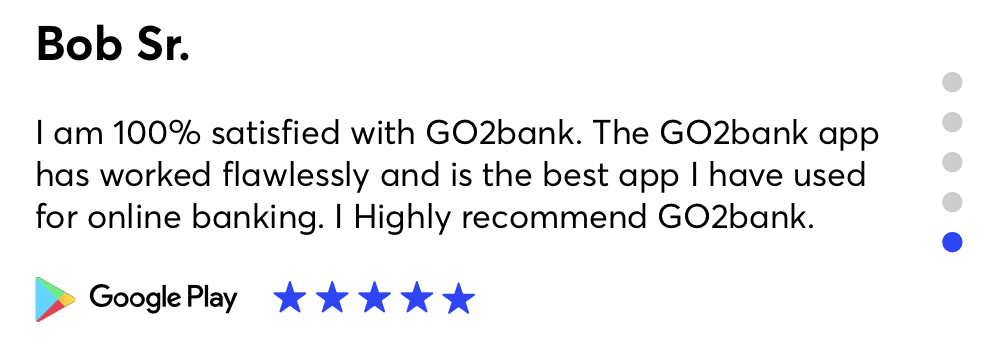 Bob Sr.
I am 100% satisfied with GO2bank. The GO2bank app
has worked flawlessly and is the best app I have used
for online banking. I Highly recommend GO2bank.
Google Play